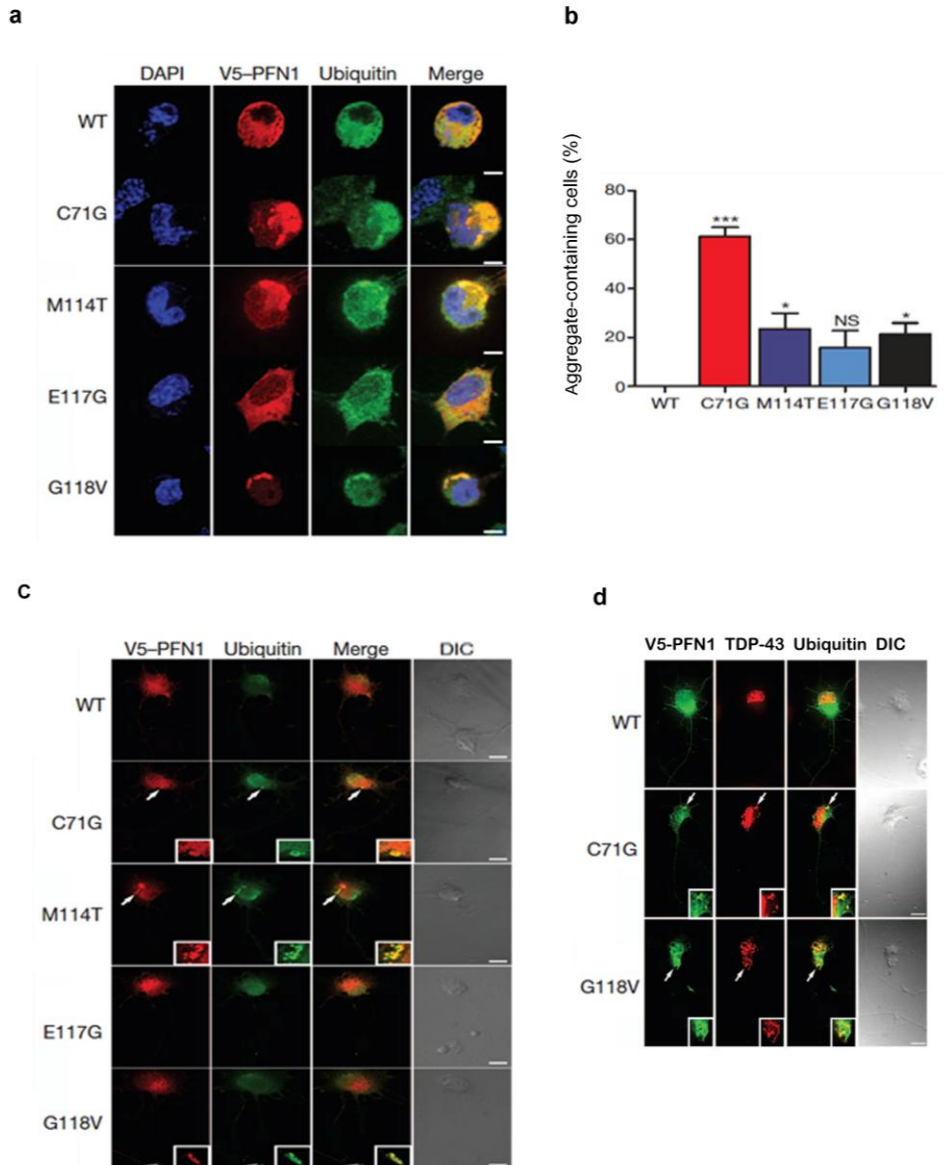 a
DAPI V5–PFN1 Ubiquitin Merge
WT
C71G
M114T
E117G
G118V
b
Aggregate-containing cells (%)
80
60
40
20
0
***
*
NS
*
WT C71G M114T E117G G118V
c
V5–PFN1 Ubiquitin Merge DIC
WT
C71G
M114T
E117G
G118V
d
V5-PFN1 TDP-43 Ubiquitin DIC
WT
C71G
G118V